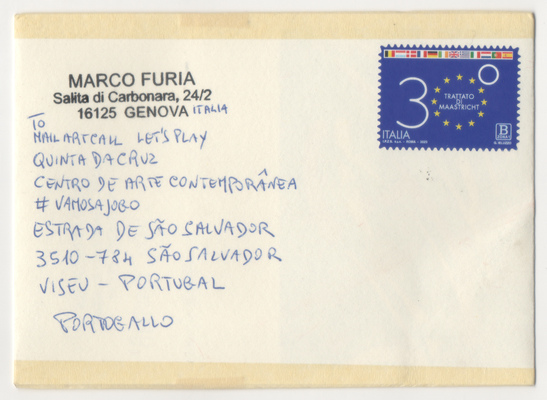 MARCO FURIA
Salita di Carbonara, 24/2
16125 GENOVA ITALIA
TO
MAIL ART CALL LET'S PLAY
QUINTA DA CRUZ
CENTRO DE ARTE CONTEMPORÂNEA
# VAMOSAJOGO
ESTRADA DE SÃO SALVADOR
3510-784 SÃO SALVADOR
VISEU - PORTUGAL
PORTOGALLO
3°
TRATTATO
DI
MAASTRICHT
ITALIA
B